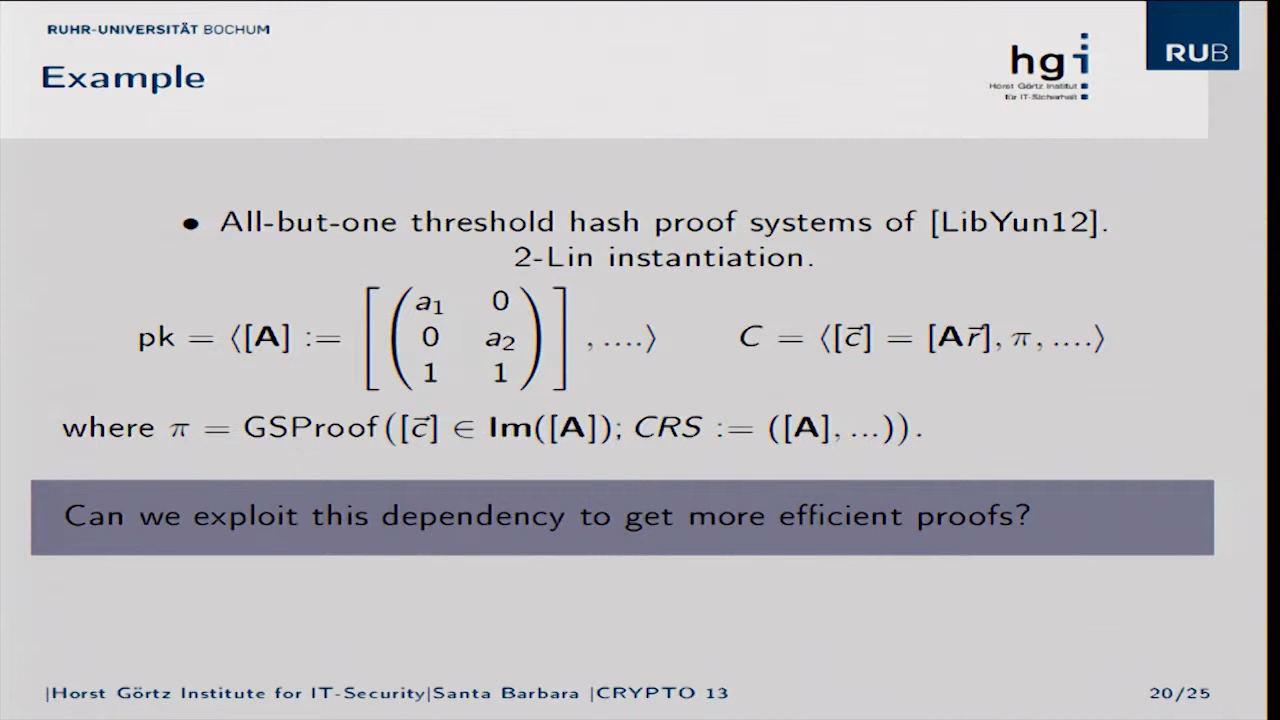 RUHR-UNIVERSITÄT BOCHUM
Example
hgi
Horst Görtz Institut
für IT-Sicherheit
RUB
• All-but-one threshold hash proof systems of [LibYun12].
2-Lin instantiation.
pk = ⟨[A] := [(a₁ 0
0 a₂
1 1)], ....⟩ C = ⟨[c⃗] = [Ar⃗], π, ....⟩
where π = GSProof([c⃗] ∈ Im([A]); CRS := ([A], ...)).
Can we exploit this dependency to get more efficient proofs?
|Horst Görtz Institute for IT-Security|Santa Barbara |CRYPTO 13
20/25